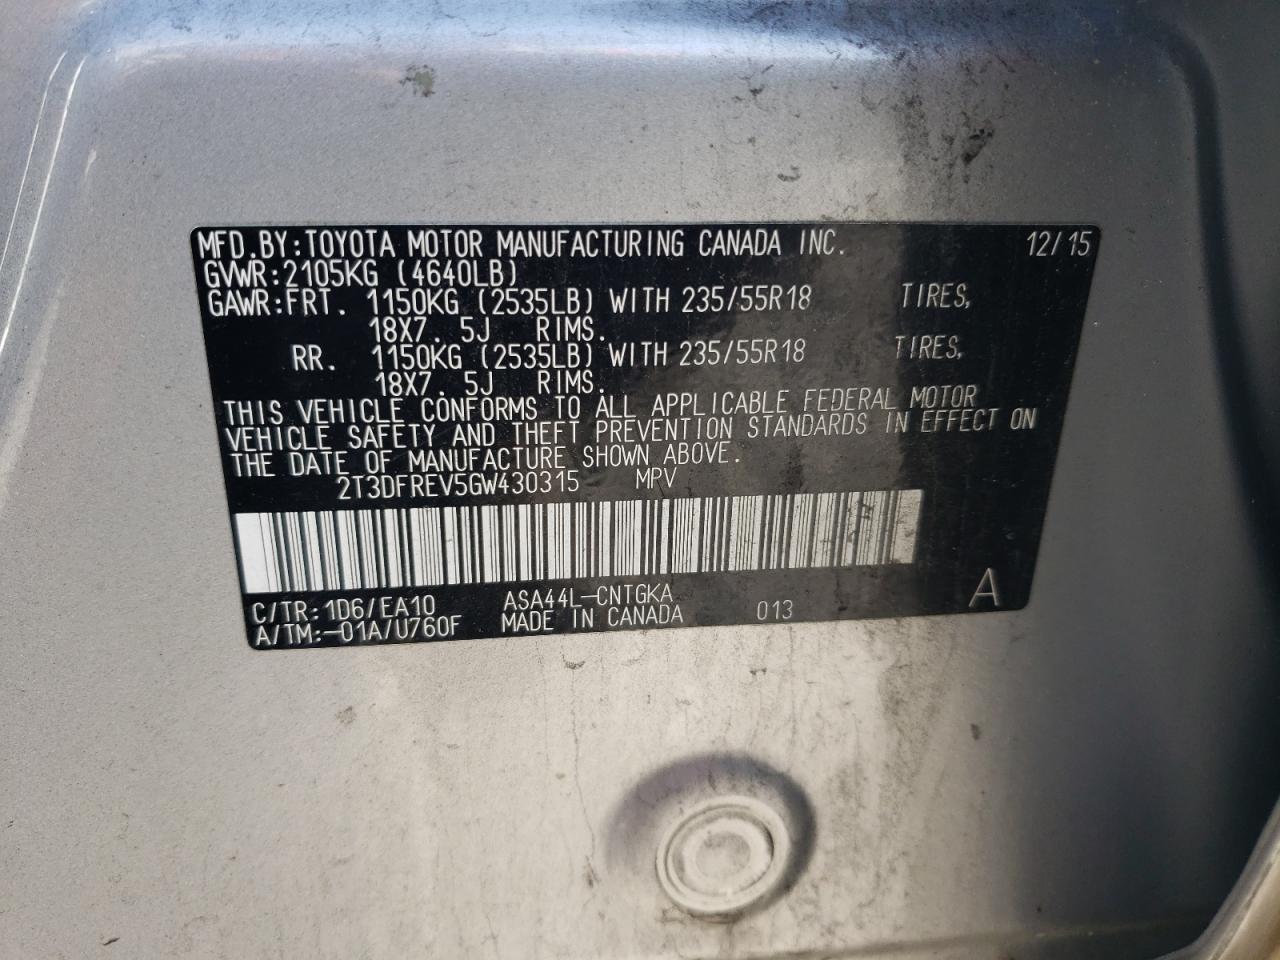 MFD.BY:TOYOTA MOTOR MANUFACTURING CANADA INC. 12/15
GVWR:2105KG (4640LB)
GAWR:FRT. 1150KG (2535LB) WITH 235/55R18 TIRES,
18X7.5J RIMS.
RR. 1150KG (2535LB) WITH 235/55R18 TIRES,
18X7.5J RIMS.
THIS VEHICLE CONFORMS TO ALL APPLICABLE FEDERAL MOTOR
VEHICLE SAFETY AND THEFT PREVENTION STANDARDS IN EFFECT ON
THE DATE OF MANUFACTURE SHOWN ABOVE.
2T3DFREV5GW430315 MPV
C/TR:1D6/EA10 ASA44L-CNTGKA
A/TM:-01A/U760F MADE IN CANADA 013 A